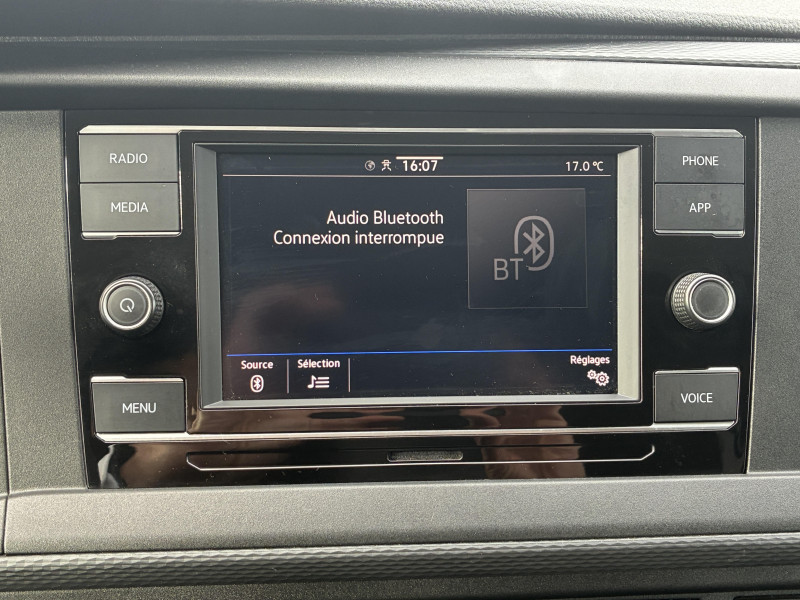 RADIO
MEDIA
MENU
16:07
17.0 °C
Audio Bluetooth
Connexion interrompue
BT
Source
Sélection
Réglages
PHONE
APP
VOICE